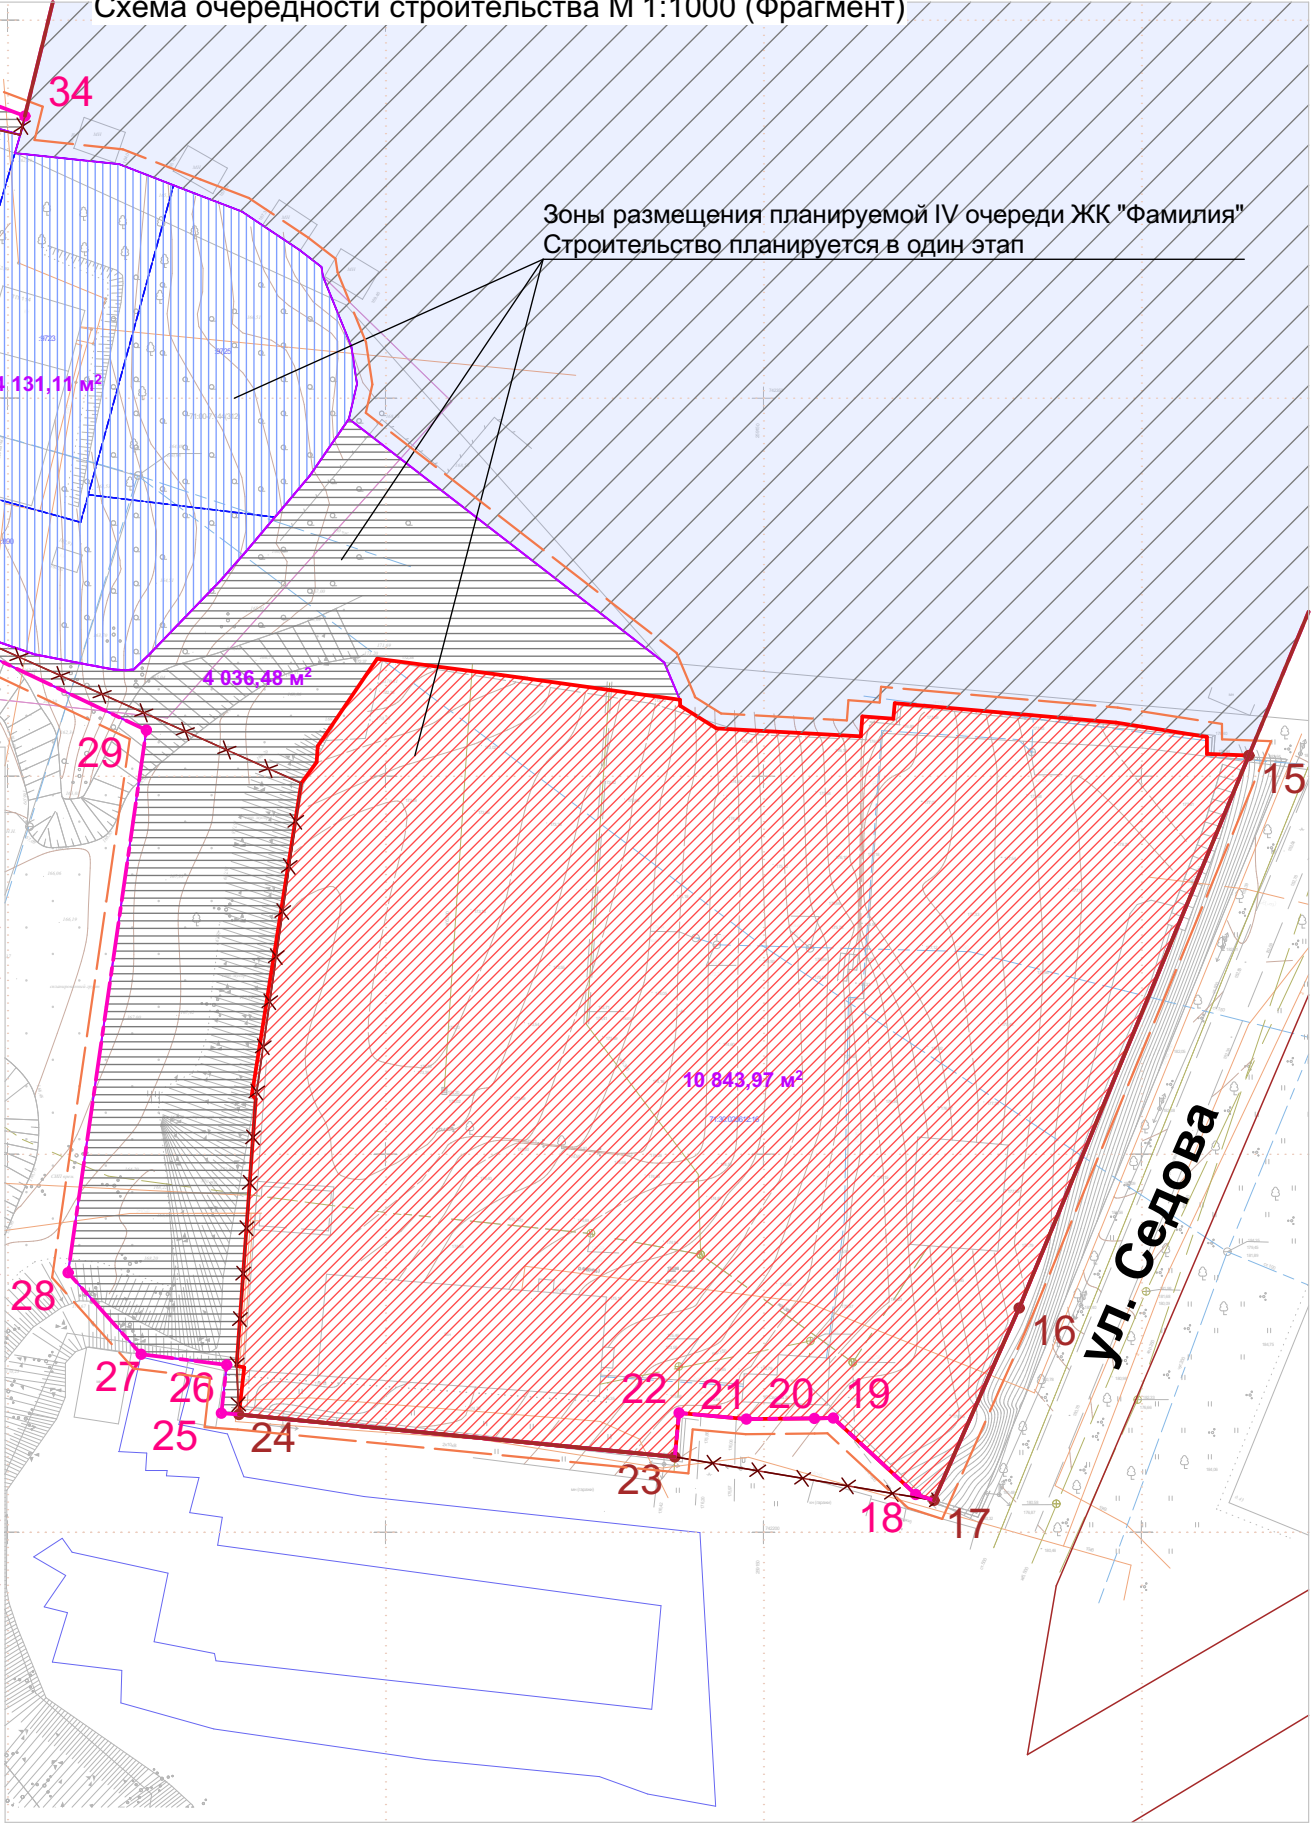 Схема очередности строительства М 1:1000 (Фрагмент)
34
Зоны размещения планируемой IV очереди ЖК "Фамилия"
Строительство планируется в один этап
:9723
:9725
131,11 м²
4 036,48 м²
29
15
10 843,97 м²
ул. Седова
28
16
27
26
25
24
22
21
20
19
23
18
17